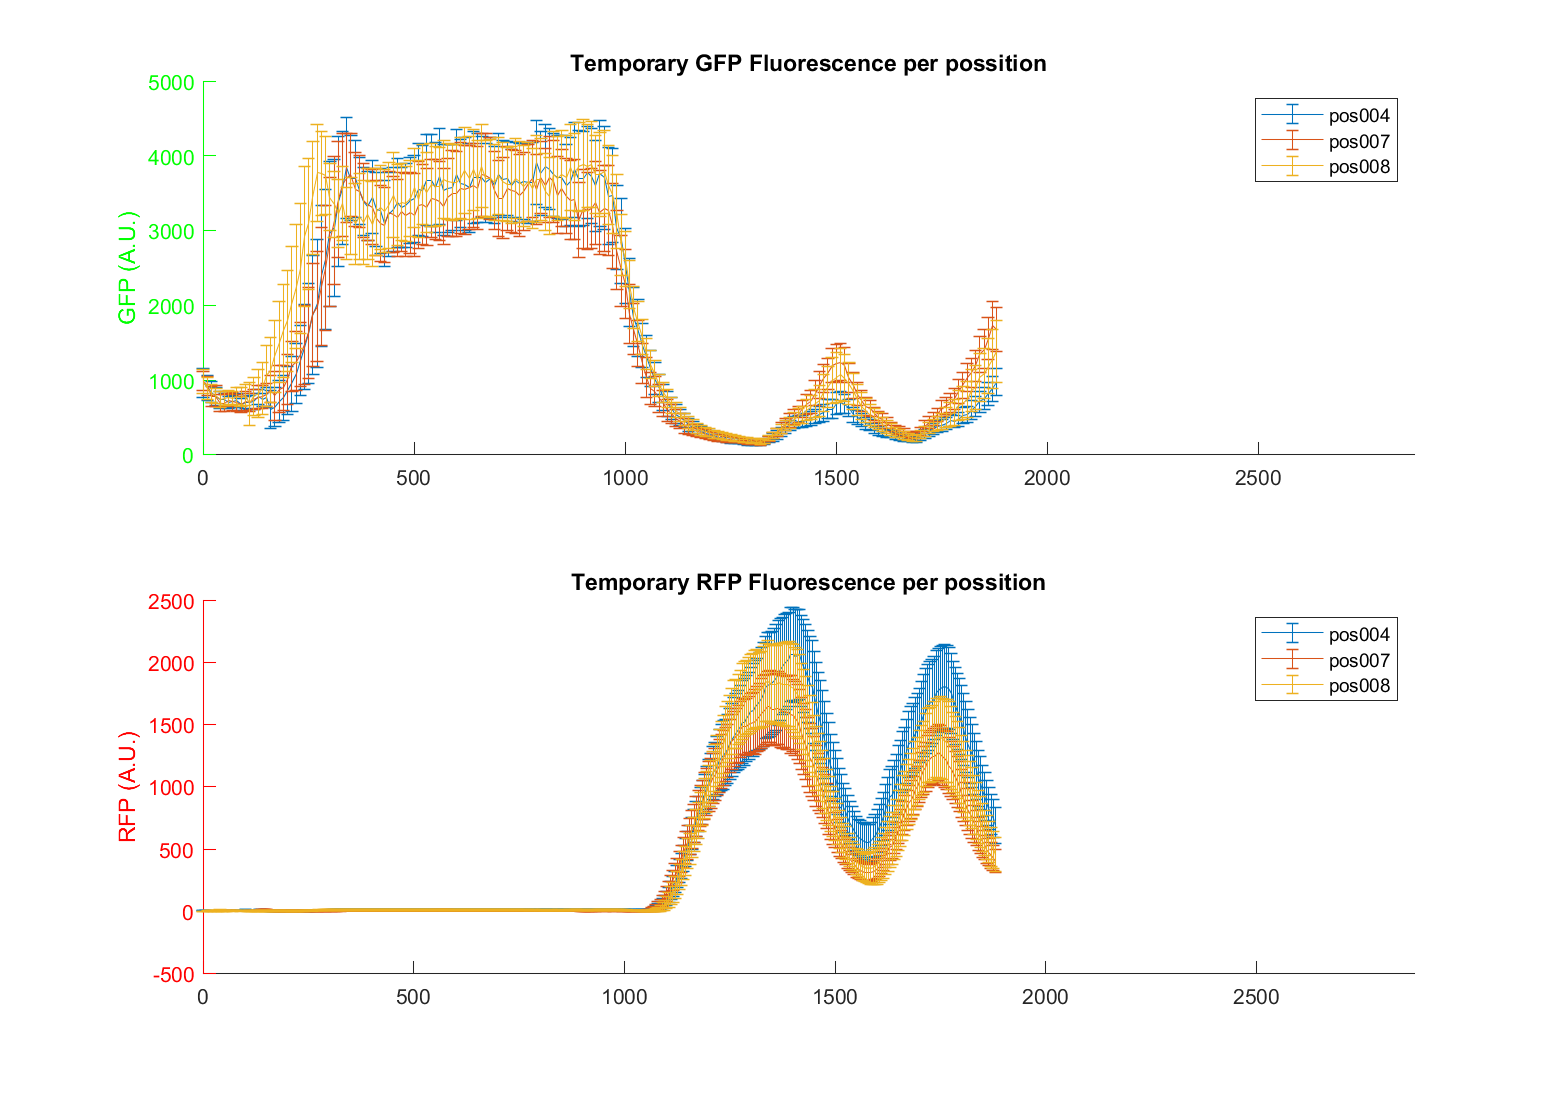 Temporary GFP Fluorescence per possition
5000
4000
3000
2000
1000
0
GFP (A.U.)
0 500 1000 1500 2000 2500
pos004
pos007
pos008
Temporary RFP Fluorescence per possition
2500
2000
1500
1000
500
0
-500
RFP (A.U.)
0 500 1000 1500 2000 2500
pos004
pos007
pos008